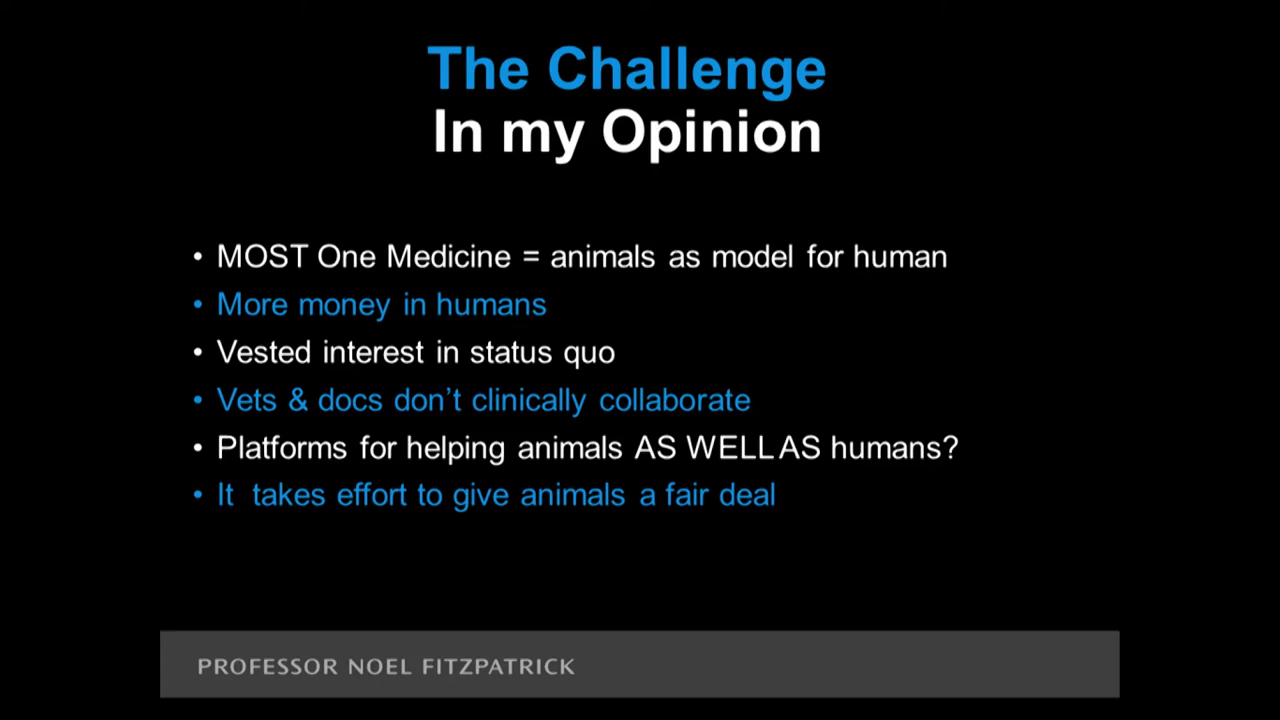 The Challenge
In my Opinion
• MOST One Medicine = animals as model for human
• More money in humans
• Vested interest in status quo
• Vets & docs don’t clinically collaborate
• Platforms for helping animals AS WELL AS humans?
• It takes effort to give animals a fair deal
PROFESSOR NOEL FITZPATRICK